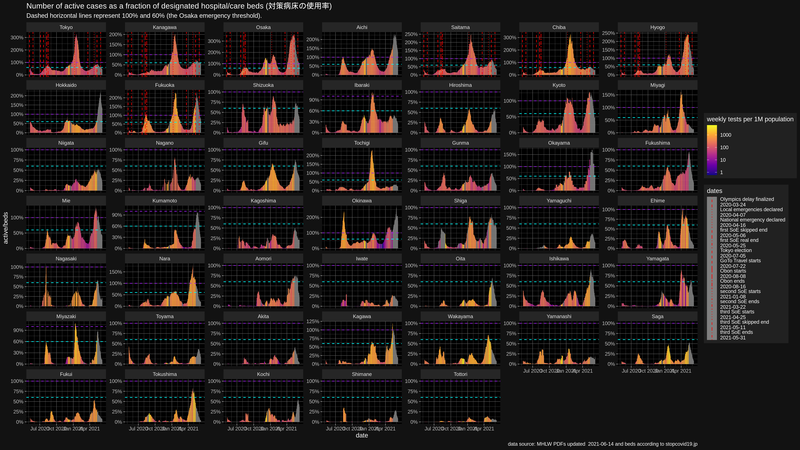 Number of active cases as a fraction of designated hospital/care beds (対策病床の使用率)
Dashed horizontal lines represent 100% and 60% (the Osaka emergency threshold).
Tokyo Kanagawa Osaka Aichi Saitama Chiba Hyogo
300% 200% 100% 0%
Hokkaido Fukuoka Shizuoka Ibaraki Hiroshima Kyoto Miyagi
Niigata Nagano Gifu Tochigi Gunma Okayama Fukushima
Mie Kumamoto Kagoshima Okinawa Shiga Yamaguchi Ehime
Nagasaki Nara Aomori Iwate Oita Ishikawa Yamagata
Miyazaki Toyama Akita Kagawa Wakayama Yamanashi Saga
Fukui Tokushima Kochi Shimane Tottori
100% 75% 50% 25% 0%
Jul 2020 Oct 2020 Jan 2021 Apr 2021
active/beds
date
weekly tests per 1M population
1000
100
10
1
dates
Olympics delay finalized
2020-03-24
Local emergencies declared
2020-04-07
National emergency declared
2020-04-16
first SoE skipped end
2020-05-06
first SoE real end
2020-05-25
Tokyo election
2020-07-05
GoTo Travel starts
2020-07-22
Obon starts
2020-08-08
Obon ends
2020-08-16
second SoE starts
2021-01-08
second SoE ends
2021-03-22
third SoE starts
2021-04-25
third SoE skipped end
2021-05-11
third SoE ends
2021-05-31
data source: MHLW PDFs updated 2021-06-14 and beds according to stopcovid19.jp